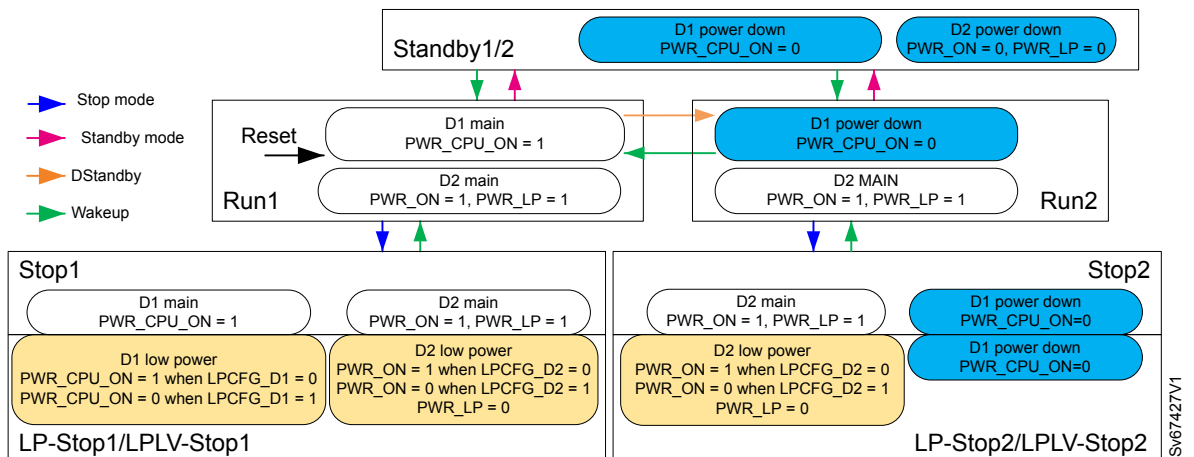 Standby1/2
D1 power down
PWR_CPU_ON = 0
D2 power down
PWR_ON = 0, PWR_LP = 0
Stop mode
Standby mode
DStandby
Wakeup
Reset
D1 main
PWR_CPU_ON = 1
D2 main
PWR_ON = 1, PWR_LP = 1
Run1
D1 power down
PWR_CPU_ON = 0
D2 MAIN
PWR_ON = 1, PWR_LP = 1
Run2
Stop1
D1 main
PWR_CPU_ON = 1
D2 main
PWR_ON = 1, PWR_LP = 1
D1 low power
PWR_CPU_ON = 1 when LPCFG_D1 = 0
PWR_CPU_ON = 0 when LPCFG_D1 = 1
D2 low power
PWR_ON = 1 when LPCFG_D2 = 0
PWR_ON = 0 when LPCFG_D2 = 1
PWR_LP = 0
LP-Stop1/LPLV-Stop1
Stop2
D2 main
PWR_ON = 1, PWR_LP = 1
D1 power down
PWR_CPU_ON=0
D2 low power
PWR_ON = 1 when LPCFG_D2 = 0
PWR_ON = 0 when LPCFG_D2 = 1
PWR_LP = 0
D1 power down
PWR_CPU_ON=0
LP-Stop2/LPLV-Stop2
Sv67427V1